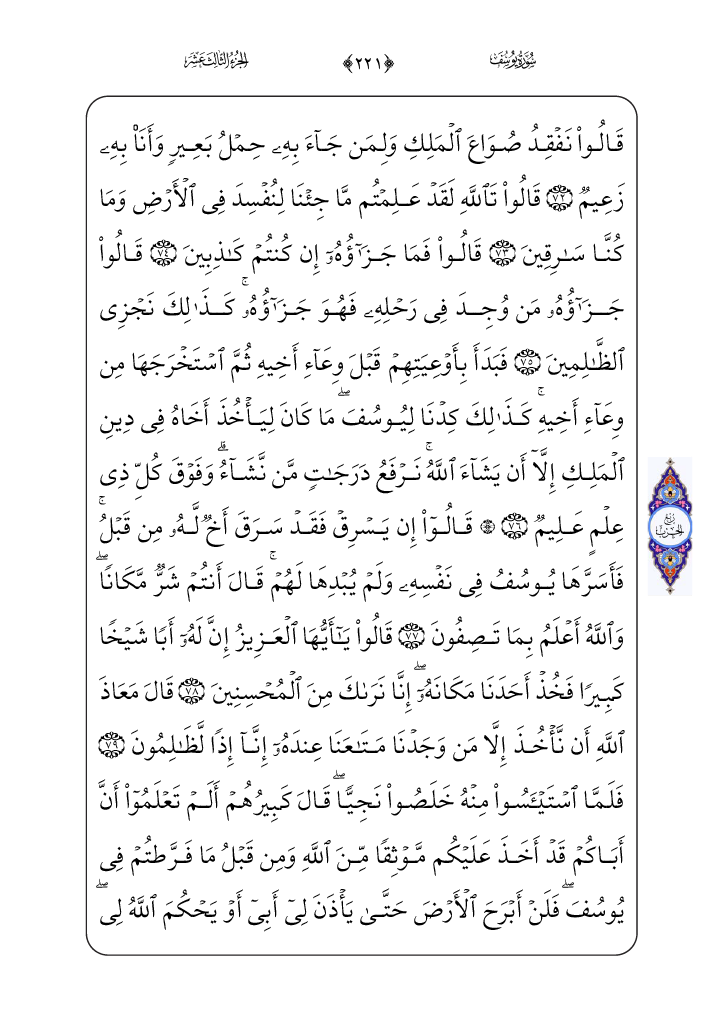 سُورَةُ يُوسُفَ ﴿٢٢١﴾ الجُزْءُ الثَّالِثَ عَشَرَ
قَالُوا۟ نَفْقِدُ صُوَاعَ ٱلْمَلِكِ وَلِمَن جَآءَ بِهِۦ حِمْلُ بَعِيرٍ وَأَنَا۠ بِهِۦ
زَعِيمٌ ٧٢ قَالُوا۟ تَٱللَّهِ لَقَدْ عَلِمْتُم مَّا جِئْنَا لِنُفْسِدَ فِى ٱلْأَرْضِ وَمَا
كُنَّا سَـٰرِقِينَ ٧٣ قَالُوا۟ فَمَا جَزَٰٓؤُهُۥٓ إِن كُنتُمْ كَـٰذِبِينَ ٧٤ قَالُوا۟
جَزَٰٓؤُهُۥ مَن وُجِدَ فِى رَحْلِهِۦ فَهُوَ جَزَٰٓؤُهُۥ ۚ كَذَٰلِكَ نَجْزِى
ٱلظَّـٰلِمِينَ ٧٥ فَبَدَأَ بِأَوْعِيَتِهِمْ قَبْلَ وِعَآءِ أَخِيهِ ثُمَّ ٱسْتَخْرَجَهَا مِن
وِعَآءِ أَخِيهِ ۚ كَذَٰلِكَ كِدْنَا لِيُوسُفَ ۖ مَا كَانَ لِيَأْخُذَ أَخَاهُ فِى دِينِ
ٱلْمَلِكِ إِلَّآ أَن يَشَآءَ ٱللَّهُ ۚ نَرْفَعُ دَرَجَـٰتٍ مَّن نَّشَآءُ ۗ وَفَوْقَ كُلِّ ذِى
عِلْمٍ عَلِيمٌ ٧٦ ۞ قَالُوٓا۟ إِن يَسْرِقْ فَقَدْ سَرَقَ أَخٌ لَّهُۥ مِن قَبْلُ ۚ
رُبْعُ
الحِزْبِ
فَأَسَرَّهَا يُوسُفُ فِى نَفْسِهِۦ وَلَمْ يُبْدِهَا لَهُمْ ۚ قَالَ أَنتُمْ شَرٌّ مَّكَانًا ۖ
وَٱللَّهُ أَعْلَمُ بِمَا تَصِفُونَ ٧٧ قَالُوا۟ يَـٰٓأَيُّهَا ٱلْعَزِيزُ إِنَّ لَهُۥٓ أَبًا شَيْخًا
كَبِيرًا فَخُذْ أَحَدَنَا مَكَانَهُۥٓ ۖ إِنَّا نَرَىٰكَ مِنَ ٱلْمُحْسِنِينَ ٧٨ قَالَ مَعَاذَ
ٱللَّهِ أَن نَّأْخُذَ إِلَّا مَن وَجَدْنَا مَتَـٰعَنَا عِندَهُۥٓ إِنَّآ إِذًا لَّظَـٰلِمُونَ ٧٩
فَلَمَّا ٱسْتَيْـَٔسُوا۟ مِنْهُ خَلَصُوا۟ نَجِيًّا ۖ قَالَ كَبِيرُهُمْ أَلَمْ تَعْلَمُوٓا۟ أَنَّ
أَبَاكُمْ قَدْ أَخَذَ عَلَيْكُم مَّوْثِقًا مِّنَ ٱللَّهِ وَمِن قَبْلُ مَا فَرَّطتُمْ فِى
يُوسُفَ ۖ فَلَنْ أَبْرَحَ ٱلْأَرْضَ حَتَّىٰ يَأْذَنَ لِىٓ أَبِىٓ أَوْ يَحْكُمَ ٱللَّهُ لِى ۖ